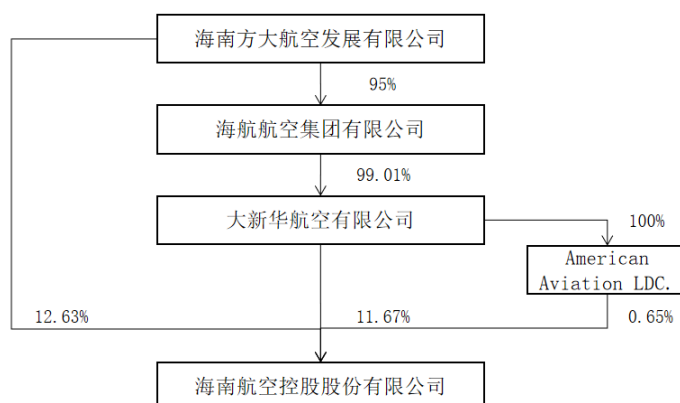 海南方大航空发展有限公司
95%
海航航空集团有限公司
99.01%
大新华航空有限公司
100%
American
Aviation LDC.
12.63%
11.67%
0.65%
海南航空控股股份有限公司